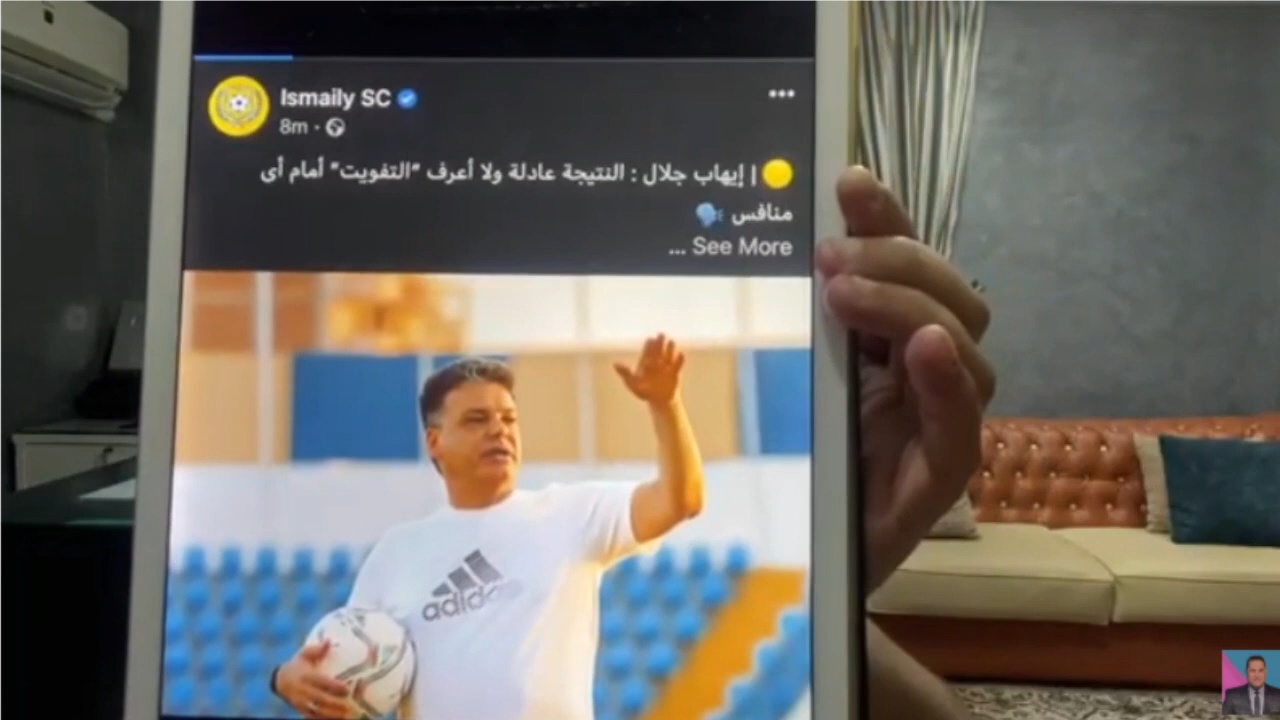 Ismaily SC
8m
| إيهاب جلال : النتيجة عادلة ولا أعرف "التفويت" أمام أى
منافس
... See More
adidas